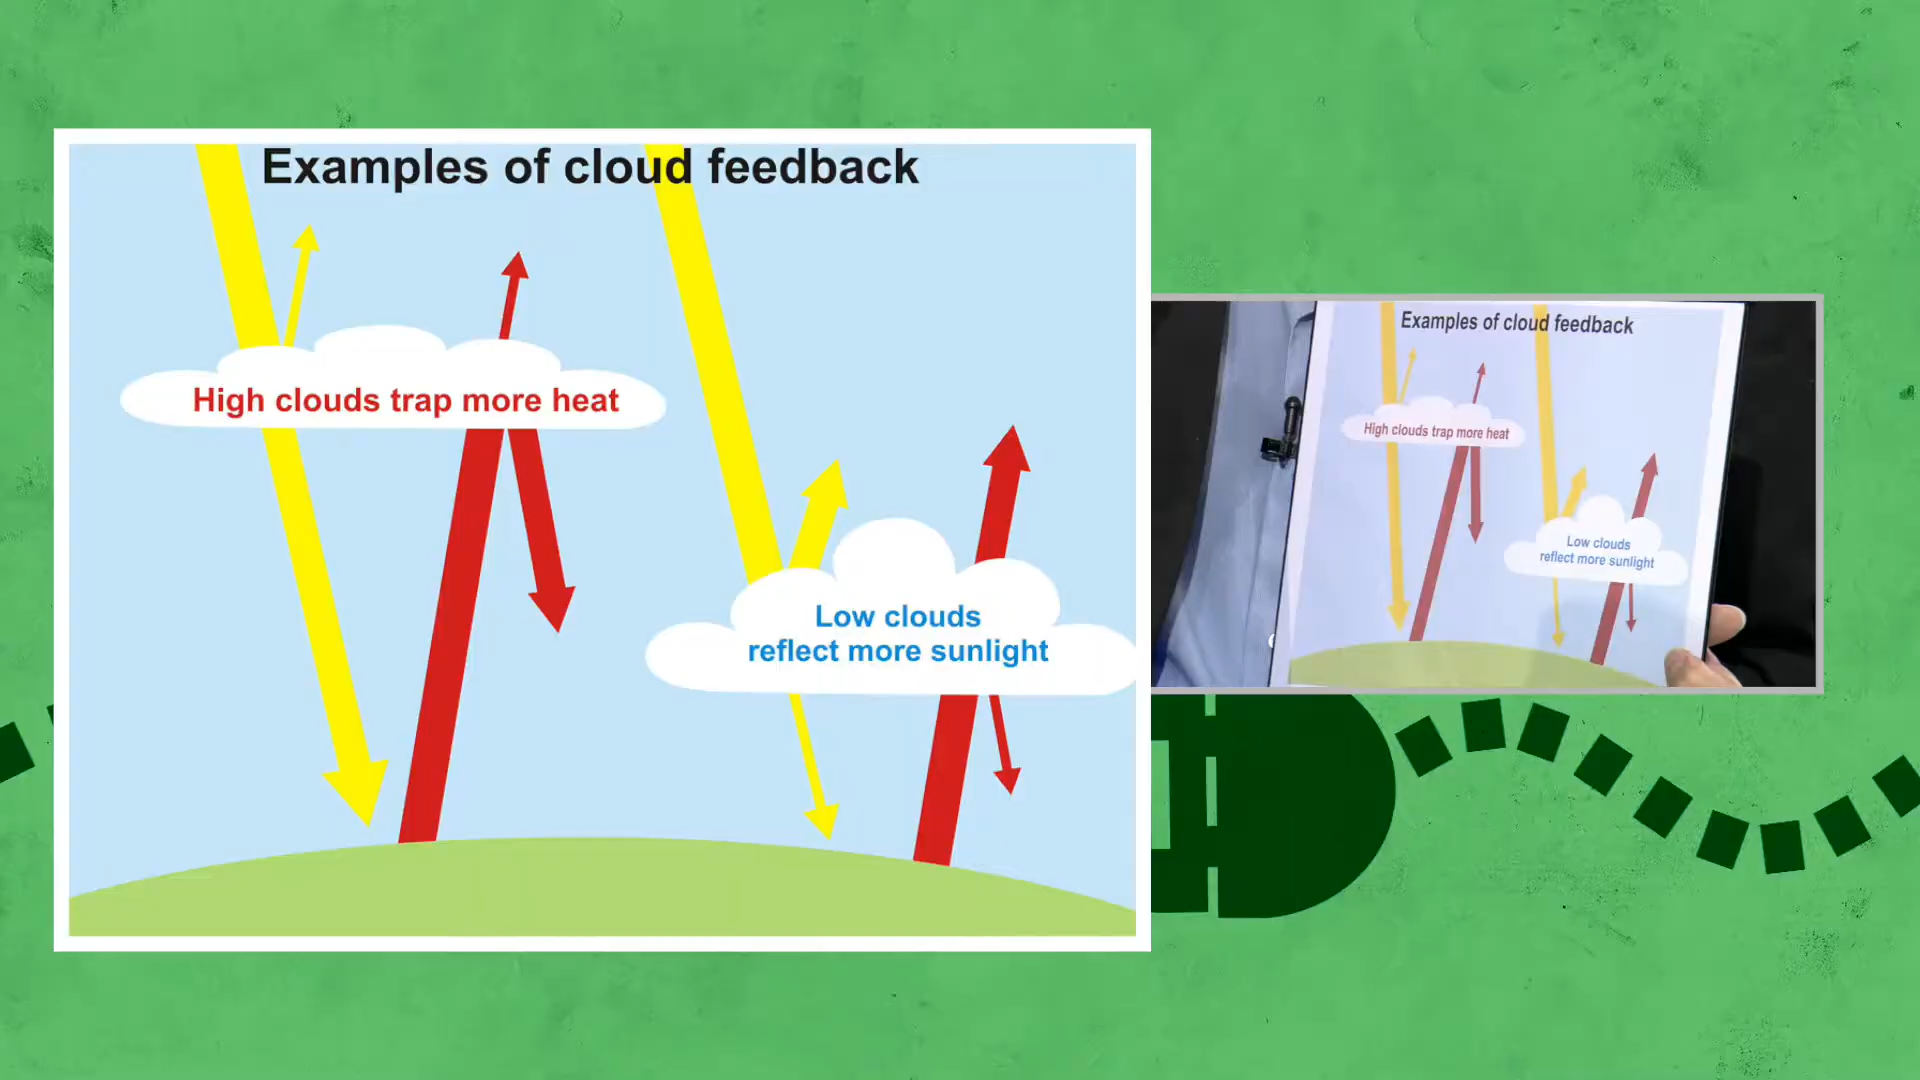 Examples of cloud feedback
High clouds trap more heat
Low clouds
reflect more sunlight
Examples of cloud feedback
High clouds trap more heat
Low clouds
reflect more sunlight